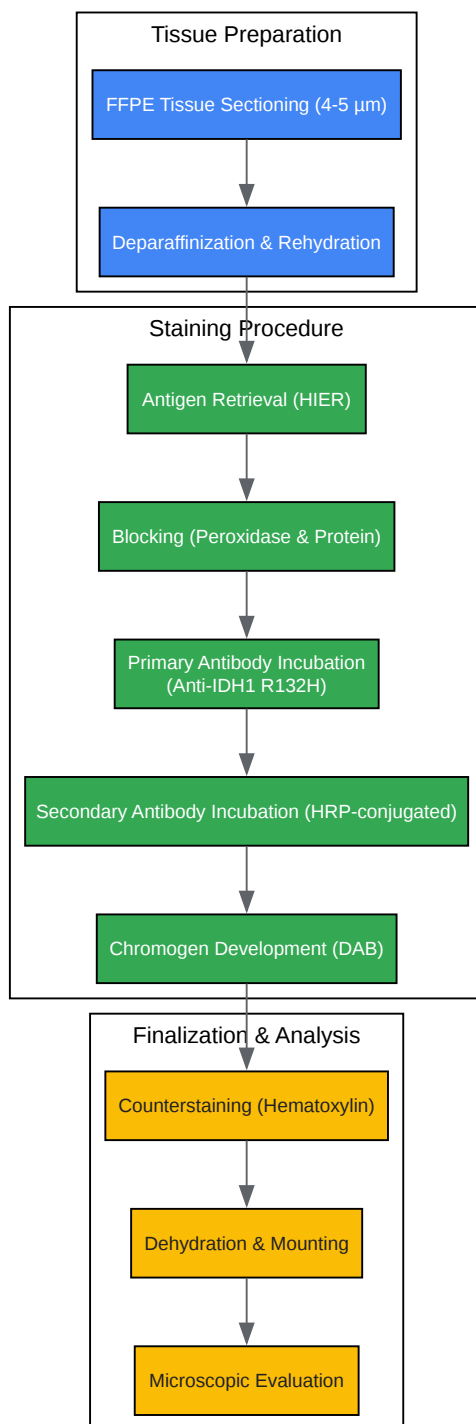 Tissue Preparation
FFPE Tissue Sectioning (4-5 µm)
Deparaffinization & Rehydration
Staining Procedure
Antigen Retrieval (HIER)
Blocking (Peroxidase & Protein)
Primary Antibody Incubation
(Anti-IDH1 R132H)
Secondary Antibody Incubation (HRP-conjugated)
Chromogen Development (DAB)
Finalization & Analysis
Counterstaining (Hematoxylin)
Dehydration & Mounting
Microscopic Evaluation